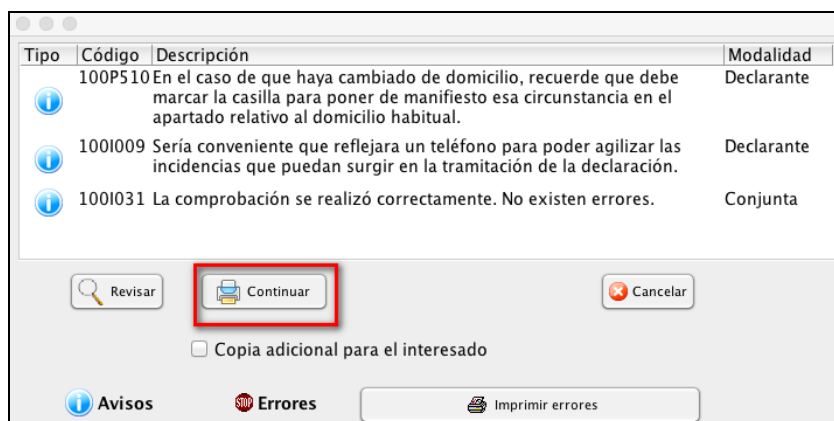 Tipo Código Descripción Modalidad
100P510 En el caso de que haya cambiado de domicilio, recuerde que debe Declarante
marcar la casilla para poner de manifiesto esa circunstancia en el
apartado relativo al domicilio habitual.
100I009 Sería conveniente que reflejara un teléfono para poder agilizar las Declarante
incidencias que puedan surgir en la tramitación de la declaración.
100I031 La comprobación se realizó correctamente. No existen errores. Conjunta
Revisar Continuar Cancelar
Copia adicional para el interesado
Avisos STOP Errores Imprimir errores